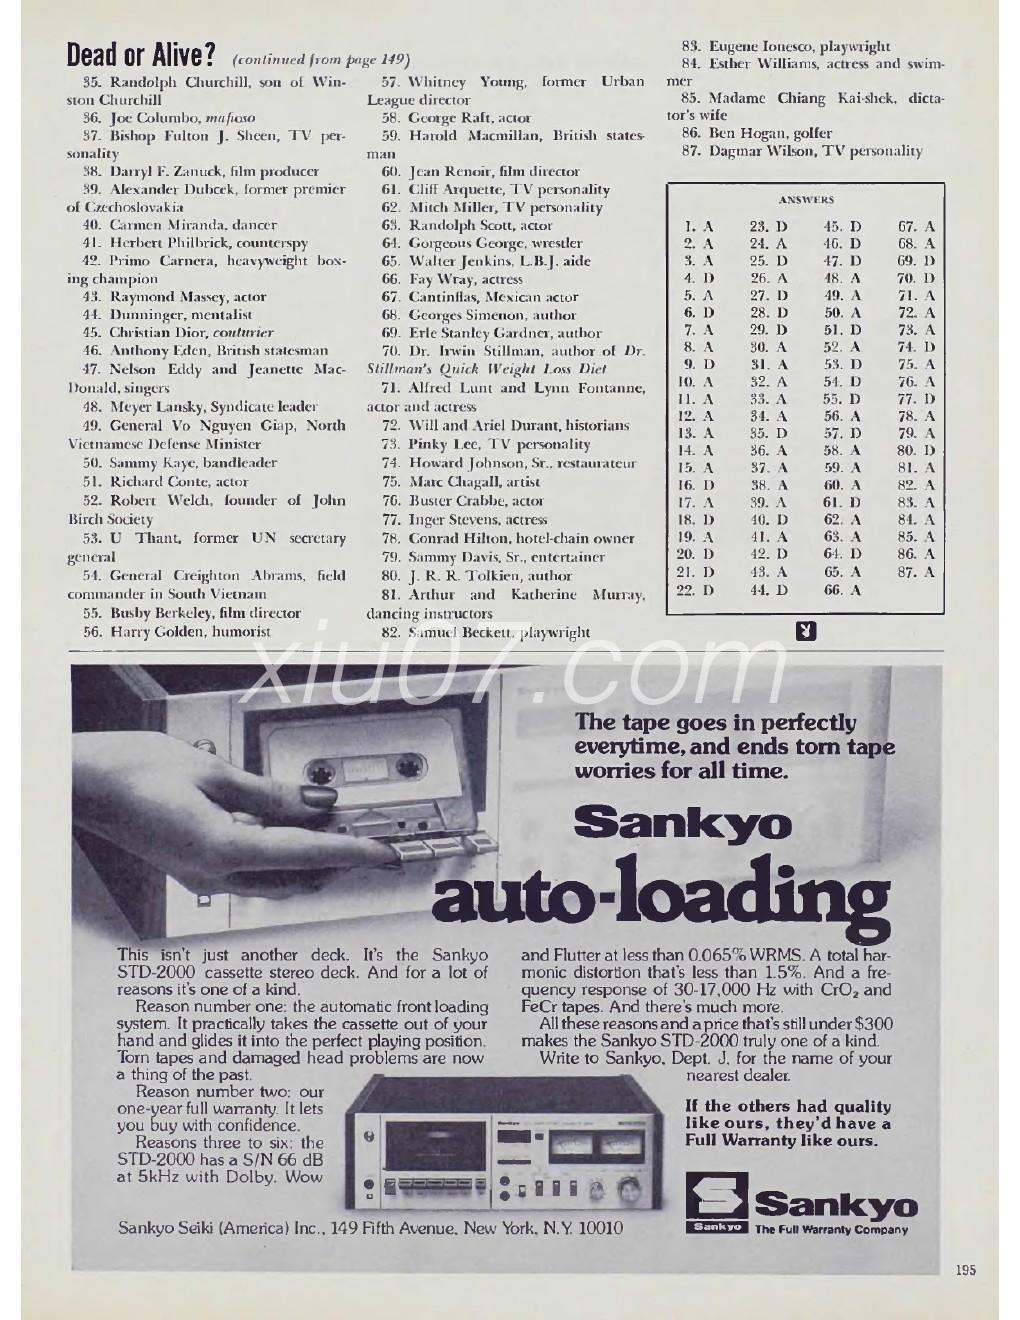 Dead or Alive? (continued from page 149)
35. Randolph Churchill, son of Win-
ston Churchill
36. Joe Columbo, mafioso
37. Bishop Fulton J. Sheen, TV per-
sonality
38. Darryl F. Zanuck, film producer
39. Alexander Dubcek, former premier
of Czechoslovakia
40. Carmen Miranda, dancer
41. Herbert Philbrick, counterspy
42. Primo Carnera, heavyweight box-
ing champion
43. Raymond Massey, actor
44. Dunninger, mentalist
45. Christian Dior, couturier
46. Anthony Eden, British statesman
47. Nelson Eddy and Jeanette Mac-
Donald, singers
48. Meyer Lansky, Syndicate leader
49. General Vo Nguyen Giap, North
Vietnamese Defense Minister
50. Sammy Kaye, bandleader
51. Richard Conte, actor
52. Robert Welch, founder of John
Birch Society
53. U Thant, former UN secretary
general
54. General Creighton Abrams, field
commander in South Vietnam
55. Busby Berkeley, film director
56. Harry Golden, humorist
57. Whitney Young, former Urban
League director
58. George Raft, actor
59. Harold Macmillan, British states-
man
60. Jean Renoir, film director
61. Cliff Arquette, TV personality
62. Mitch Miller, TV personality
63. Randolph Scott, actor
64. Gorgeous George, wrestler
65. Walter Jenkins, L.B.J. aide
66. Fay Wray, actress
67. Cantinflas, Mexican actor
68. Georges Simenon, author
69. Erle Stanley Gardner, author
70. Dr. Irwin Stillman, author of Dr.
Stillman's Quick Weight Loss Diet
71. Alfred Lunt and Lynn Fontanne,
actor and actress
72. Will and Ariel Durant, historians
73. Pinky Lee, TV personality
74. Howard Johnson, Sr., restaurateur
75. Marc Chagall, artist
76. Buster Crabbe, actor
77. Inger Stevens, actress
78. Conrad Hilton, hotel-chain owner
79. Sammy Davis, Sr., entertainer
80. J. R. R. Tolkien, author
81. Arthur and Katherine Murray,
dancing instructors
82. Samuel Beckett, playwright
83. Eugene Ionesco, playwright
84. Esther Williams, actress and swim-
mer
85. Madame Chiang Kai-shek, dicta-
tor's wife
86. Ben Hogan, golfer
87. Dagmar Wilson, TV personality
ANSWERS
1. A 23. D 45. D 67. A
2. A 24. A 46. D 68. A
3. A 25. D 47. D 69. D
4. D 26. A 48. A 70. D
5. A 27. D 49. A 71. A
6. D 28. D 50. A 72. A
7. A 29. D 51. D 73. A
8. A 30. A 52. A 74. D
9. D 31. A 53. D 75. A
10. A 32. A 54. D 76. A
11. A 33. A 55. D 77. D
12. A 34. A 56. A 78. A
13. A 35. D 57. D 79. A
14. A 36. A 58. A 80. D
15. A 37. A 59. A 81. A
16. D 38. A 60. A 82. A
17. A 39. A 61. D 83. A
18. D 40. D 62. A 84. A
19. A 41. A 63. A 85. A
20. D 42. D 64. D 86. A
21. D 43. A 65. A 87. A
22. D 44. D 66. A
xiu07.com
The tape goes in perfectly
everytime, and ends torn tape
worries for all time.
Sankyo
auto-loading
This isn't just another deck. It's the Sankyo
STD-2000 cassette stereo deck. And for a lot of
reasons it's one of a kind.
Reason number one: the automatic front loading
system. It practically takes the cassette out of your
hand and glides it into the perfect playing position.
Torn tapes and damaged head problems are now
a thing of the past.
Reason number two: our
one-year full warranty. It lets
you buy with confidence.
Reasons three to six: the
STD-2000 has a S/N 66 dB
at 5kHz with Dolby. Wow
and Flutter at less than 0.065% WRMS. A total har-
monic distortion that's less than 1.5%. And a fre-
quency response of 30-17,000 Hz with CrO₂ and
FeCr tapes. And there's much more.
All these reasons and a price that's still under $300
makes the Sankyo STD-2000 truly one of a kind.
Write to Sankyo, Dept. J, for the name of your
nearest dealer.
If the others had quality
like ours, they'd have a
Full Warranty like ours.
Sankyo Seiki (America) Inc., 149 Fifth Avenue, New York, N.Y. 10010
Sankyo
Sankyo
The Full Warranty Company
195